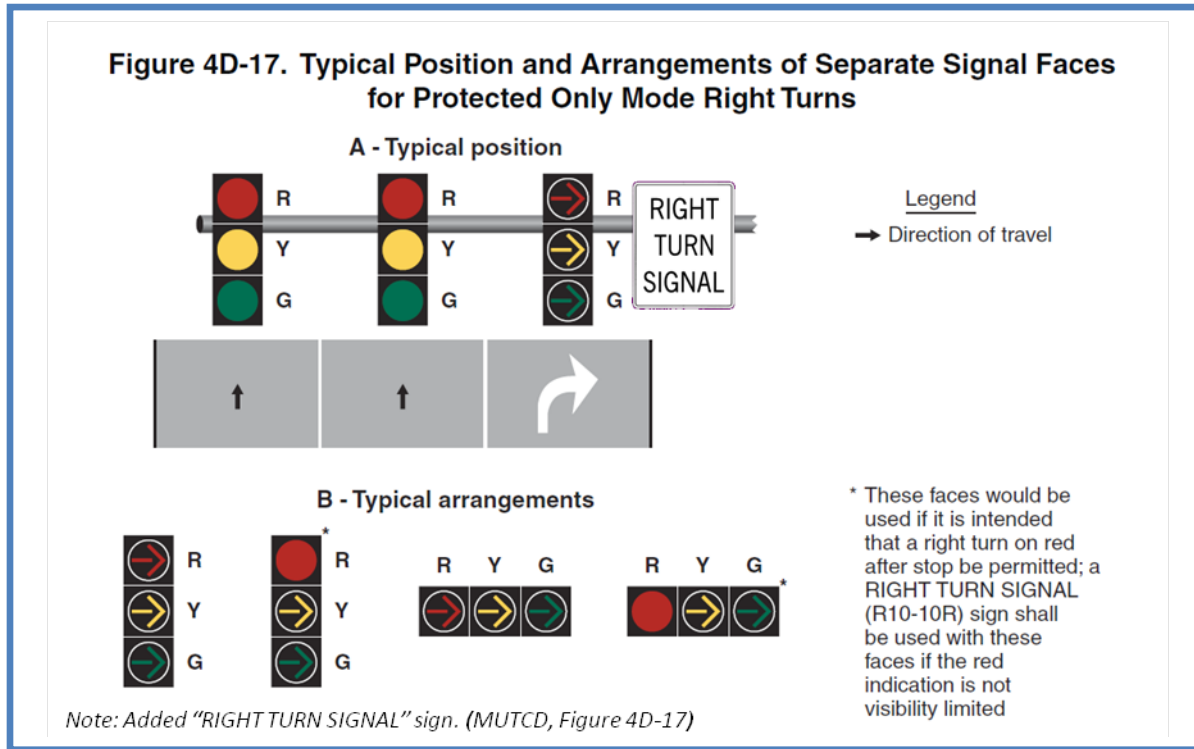 Figure 4D-17. Typical Position and Arrangements of Separate Signal Faces
for Protected Only Mode Right Turns
A - Typical position
R
R
R
Y
Y
Y
G
G
G
RIGHT
TURN
SIGNAL
Legend
Direction of travel
B - Typical arrangements
R
Y
G
*
R
Y
G
R Y G
R Y G
*
* These faces would be
used if it is intended
that a right turn on red
after stop be permitted; a
RIGHT TURN SIGNAL
(R10-10R) sign shall
be used with these
faces if the red
indication is not
visibility limited
Note: Added “RIGHT TURN SIGNAL” sign. (MUTCD, Figure 4D-17)